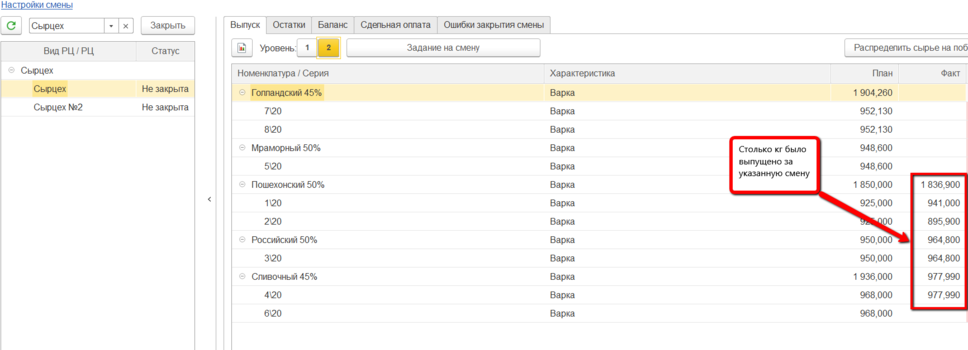 Настройки смены
Сырцех Закрыть
Вид РЦ / РЦ Статус
Сырцех
Сырцех Не закрыта
Сырцех №2 Не закрыта
Выпуск Остатки Баланс Сдельная оплата Ошибки закрытия смены
Уровень: 1 2 Задание на смену Распределить сырье на поб
Номенклатура / Серия Характеристика План Факт
Голландский 45% Варка 1 904,260
7\20 Варка 952,130
8\20 Варка 952,130
Мраморный 50% Варка 948,600
5\20 Варка 948,600
Столько кг было
выпущено за
указанную смену
Пошехонский 50% Варка 1 850,000 1 836,900
1\20 Варка 925,000 941,000
2\20 Варка 925,000 895,900
Российский 50% Варка 950,000 964,800
3\20 Варка 950,000 964,800
Сливочный 45% Варка 1 936,000 977,990
4\20 Варка 968,000 977,990
6\20 Варка 968,000